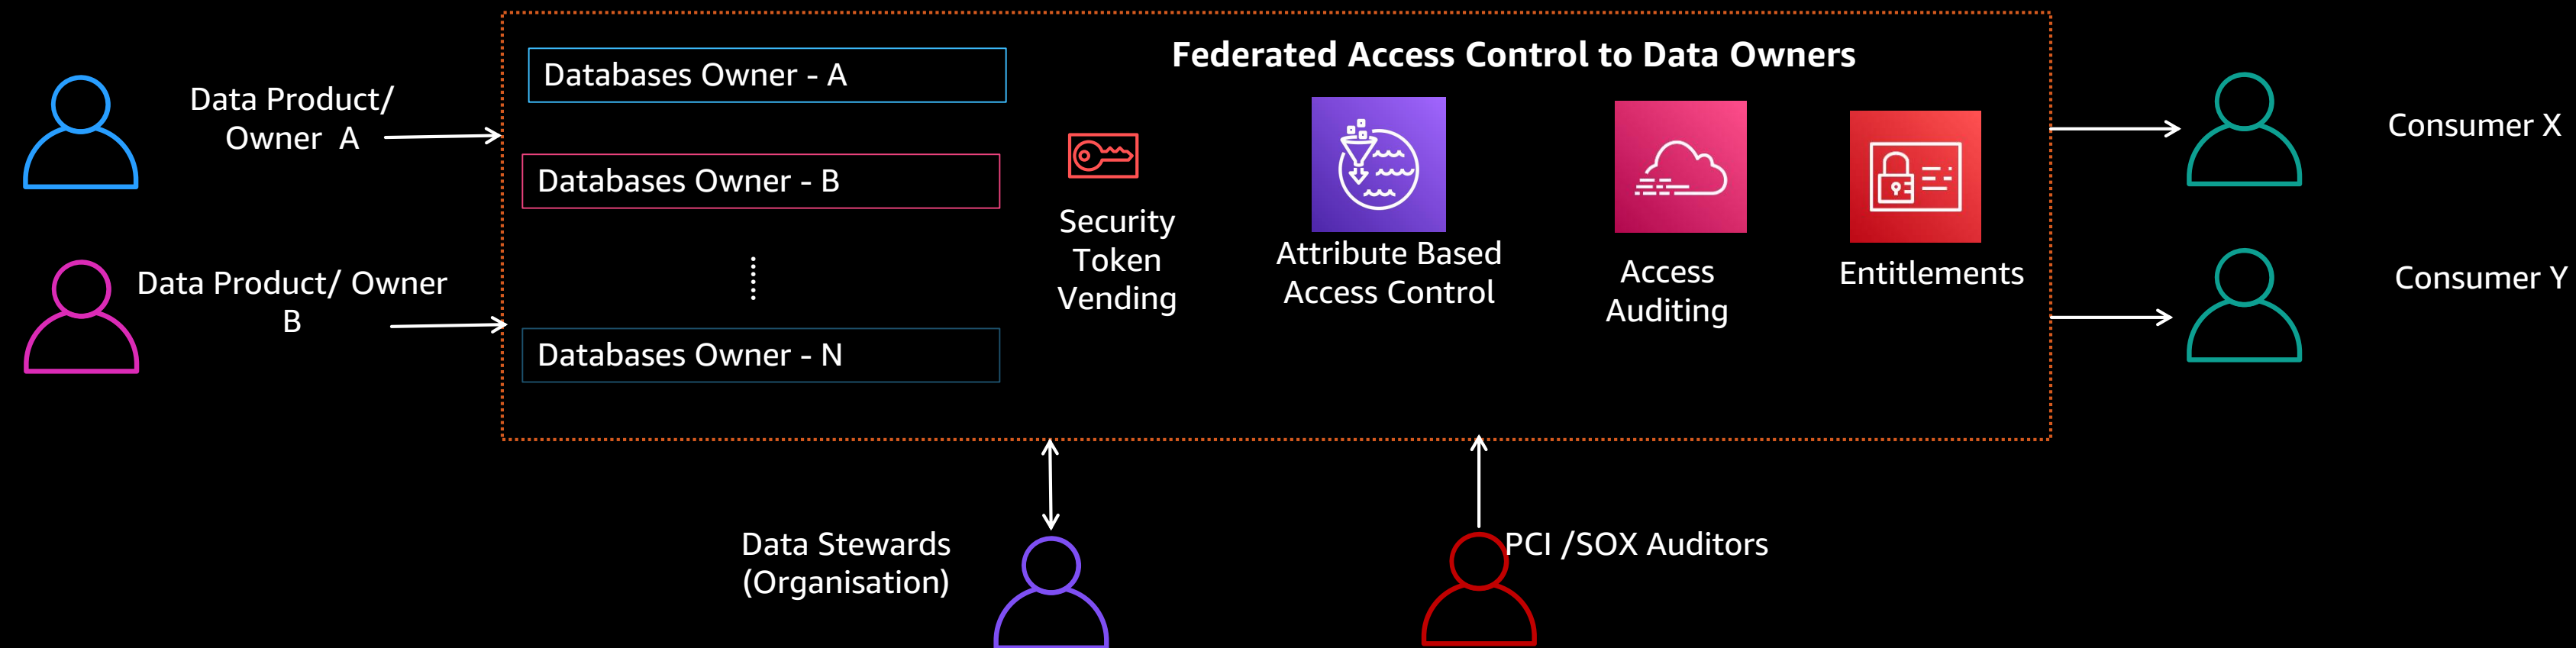 Federated Access Control to Data Owners
Data Product/
Owner A
Data Product/ Owner
B
Databases Owner - A
Databases Owner - B
Databases Owner - N
Security
Token
Vending
Attribute Based
Access Control
Access
Auditing
Entitlements
Consumer X
Consumer Y
Data Stewards
(Organisation)
PCI /SOX Auditors